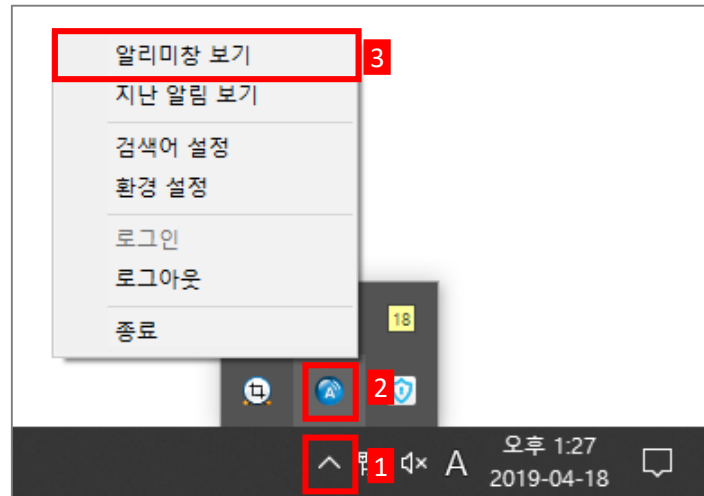 알리미창 보기
3
지난 알림 보기
검색어 설정
환경 설정
로그인
로그아웃
종료
18
2
1
A
오후 1:27
2019-04-18